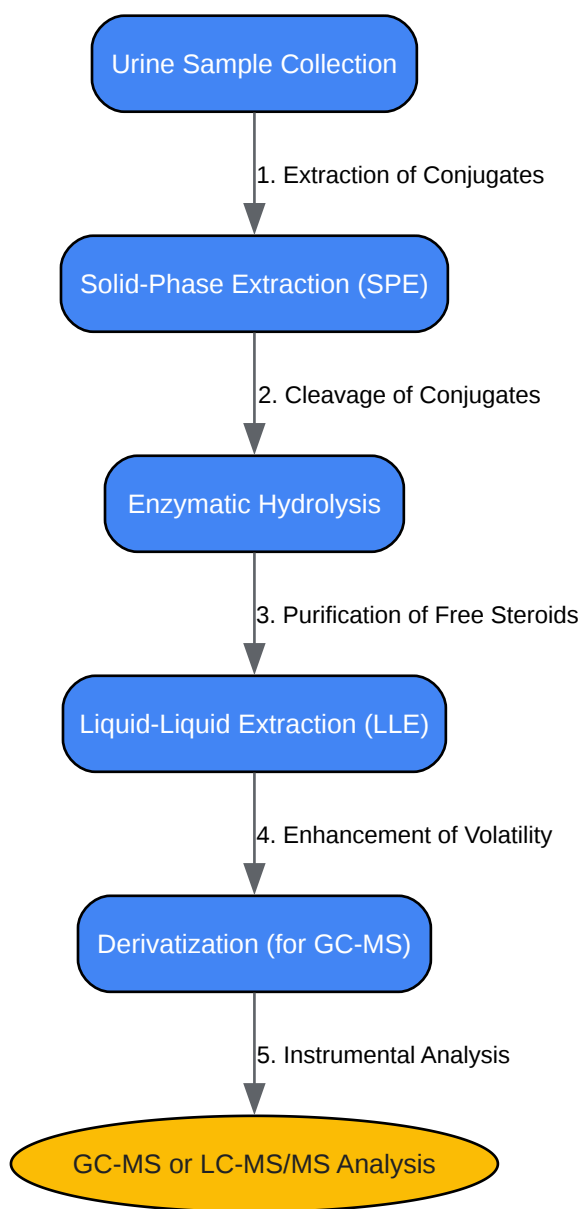 Urine Sample Collection
1. Extraction of Conjugates
Solid-Phase Extraction (SPE)
2. Cleavage of Conjugates
Enzymatic Hydrolysis
3. Purification of Free Steroids
Liquid-Liquid Extraction (LLE)
4. Enhancement of Volatility
Derivatization (for GC-MS)
5. Instrumental Analysis
GC-MS or LC-MS/MS Analysis